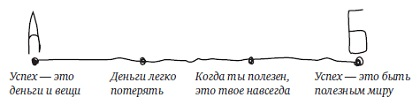 А
Б
Успех — это
деньги и вещи
Деньги легко
потерять
Когда ты полезен,
это твое навсегда
Успех — это быть
полезным миру